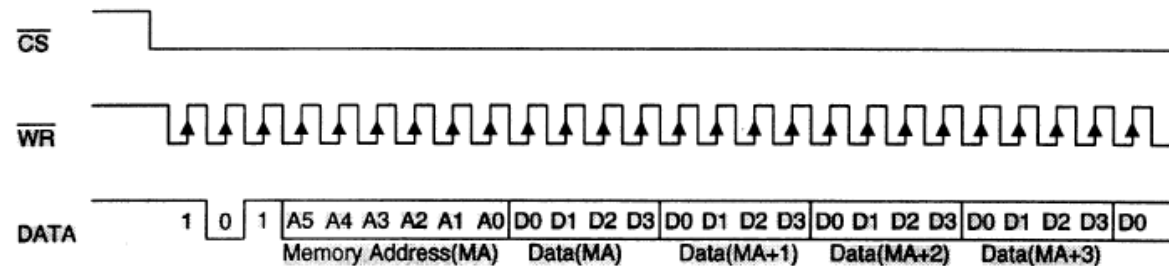 CS
WR
DATA 1 0 1 A5 A4 A3 A2 A1 A0 D0 D1 D2 D3 D0 D1 D2 D3 D0 D1 D2 D3 D0 D1 D2 D3 D0
Memory Address(MA) Data(MA) Data(MA+1) Data(MA+2) Data(MA+3)